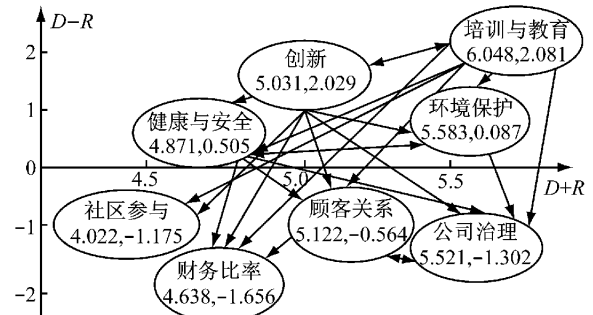 D−R
培训与教育
6.048,2.081
2
创新
5.031,2.029
环境保护
5.583,0.087
1
健康与安全
4.871,0.505
0
4.5
5.0
5.5
D+R
社区参与
4.022,-1.175
顾客关系
5.122,-0.564
公司治理
5.521,-1.302
-1
财务比率
4.638,-1.656
-2